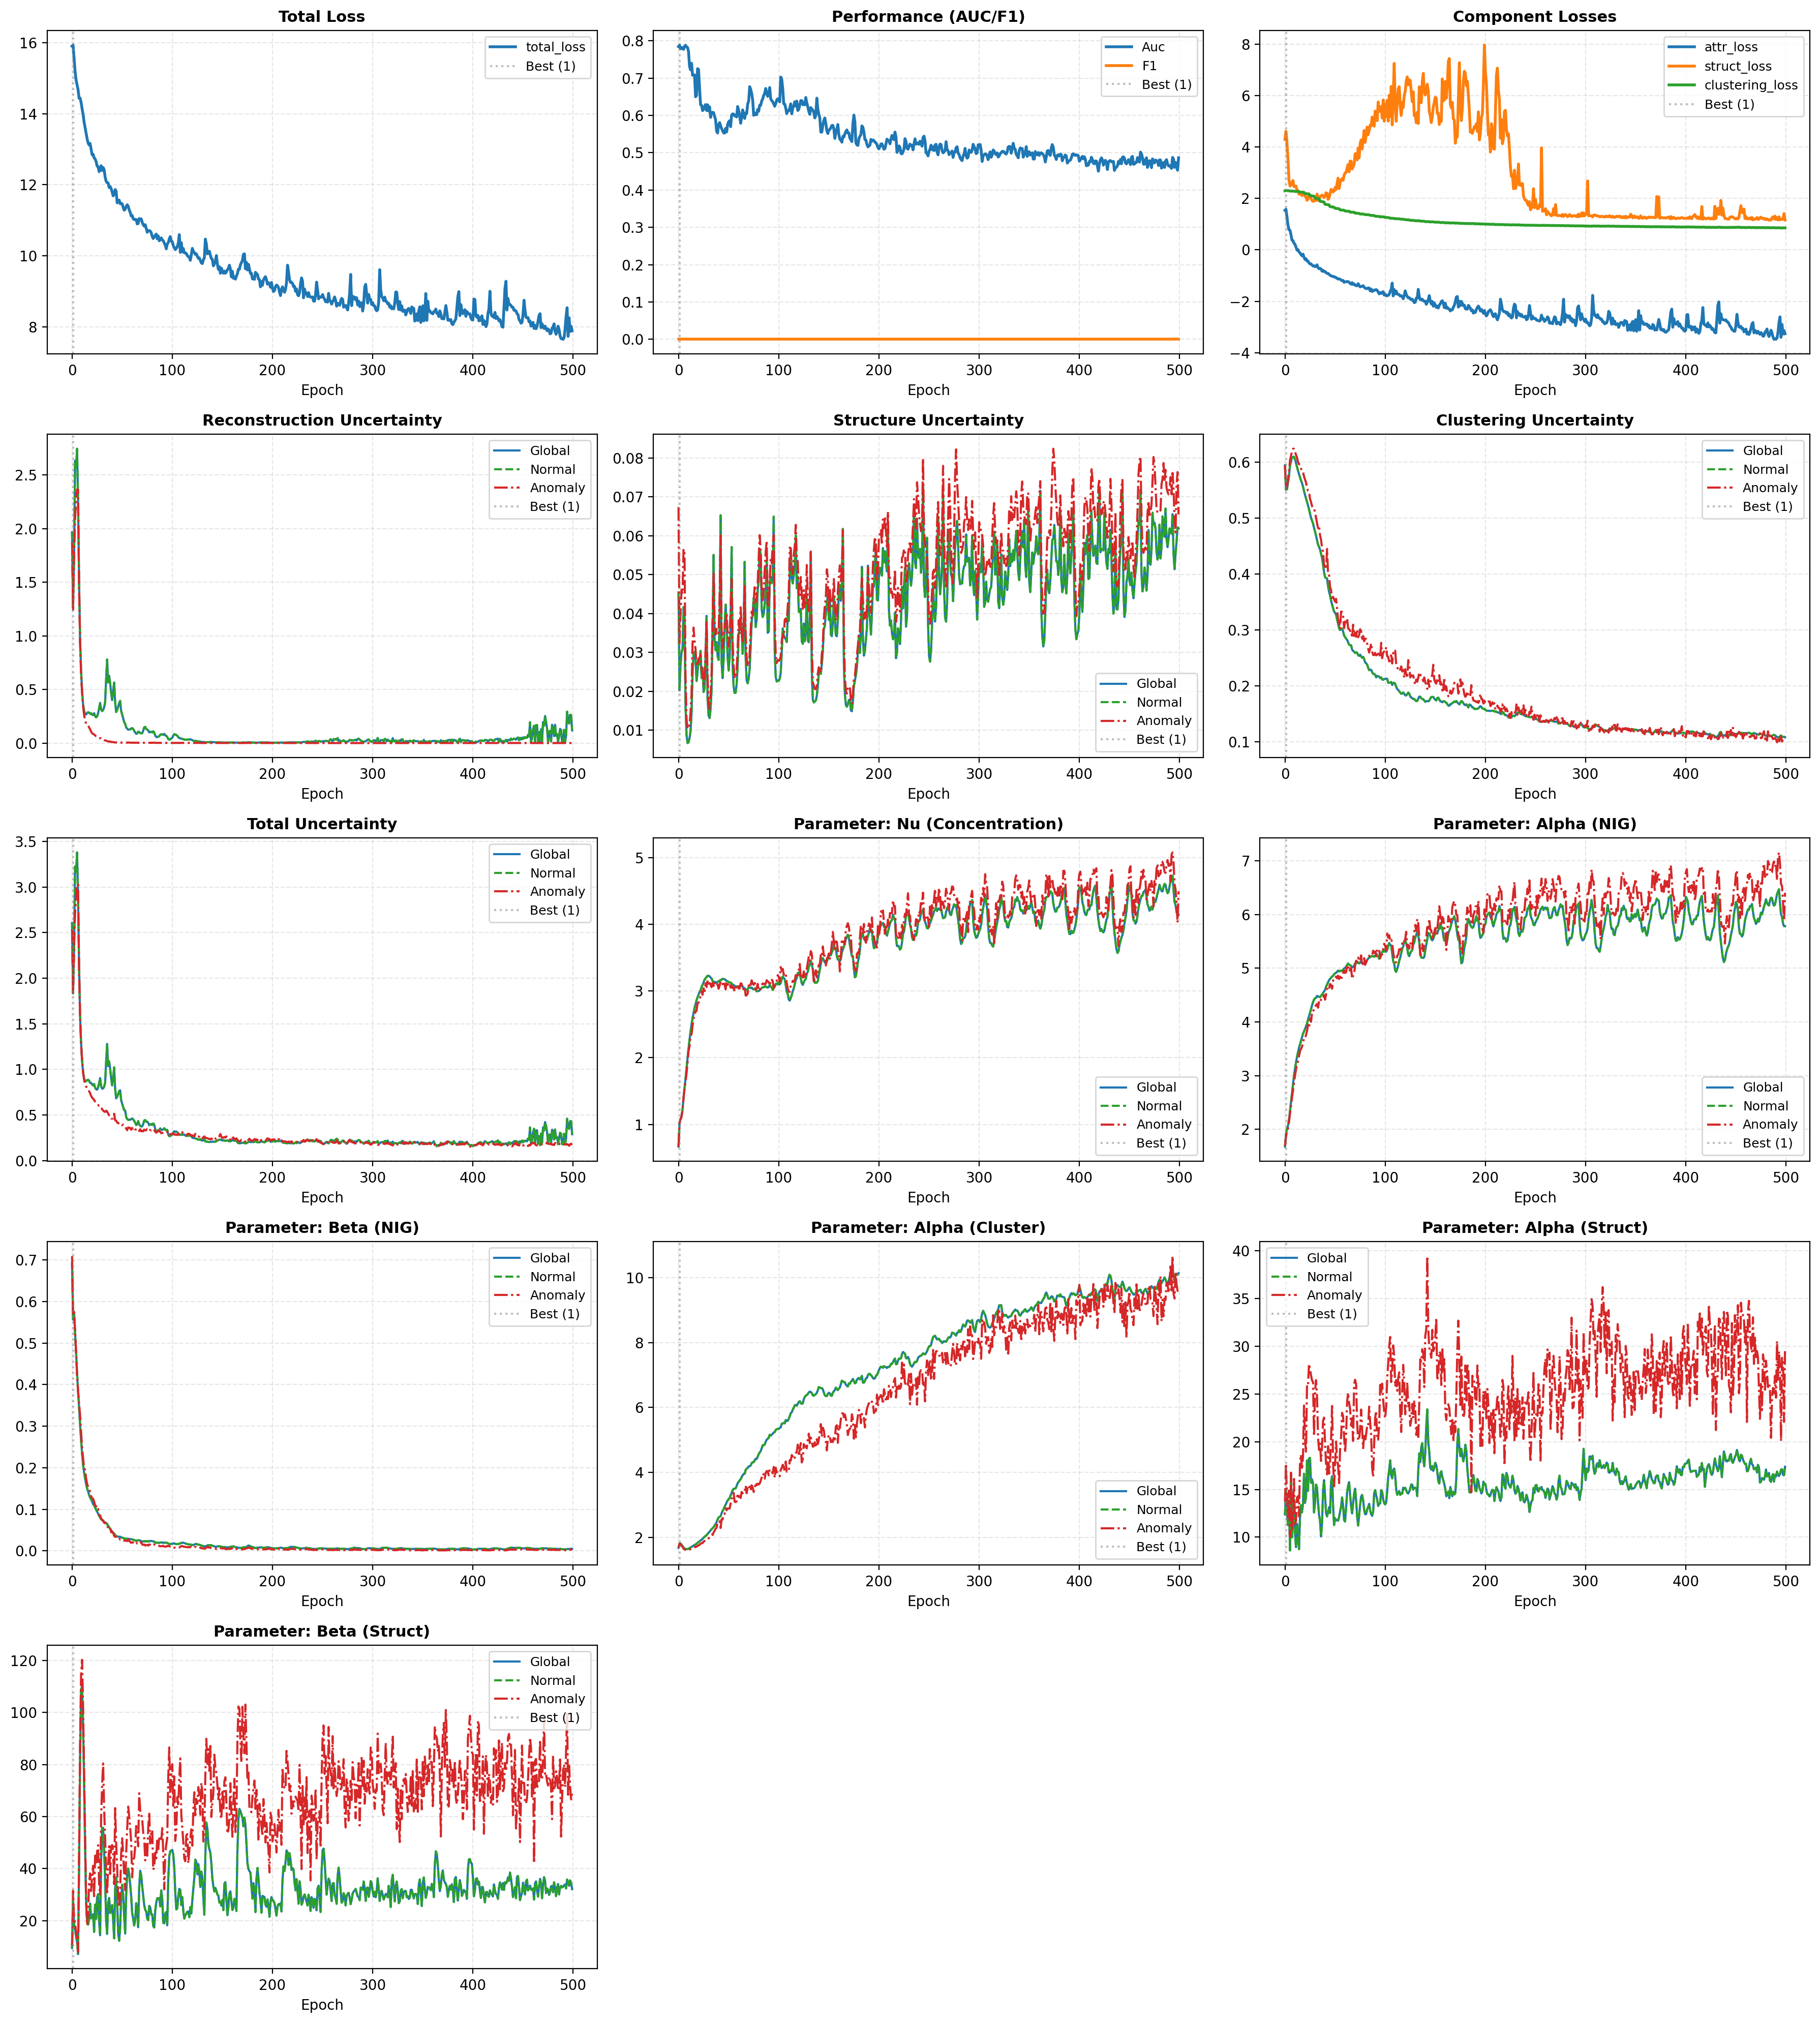 Total Loss
16
14
12
10
8
total_loss
Best (1)
0
100
200
300
400
500
Epoch
Performance (AUC/F1)
0.8
0.7
0.6
0.5
0.4
0.3
0.2
0.1
0.0
Auc
F1
Best (1)
0
100
200
300
400
500
Epoch
Component Losses
8
6
4
2
0
−2
−4
attr_loss
struct_loss
clustering_loss
Best (1)
0
100
200
300
400
500
Epoch
Reconstruction Uncertainty
2.5
2.0
1.5
1.0
0.5
0.0
Global
Normal
Anomaly
Best (1)
0
100
200
300
400
500
Epoch
Structure Uncertainty
0.08
0.07
0.06
0.05
0.04
0.03
0.02
0.01
Global
Normal
Anomaly
Best (1)
0
100
200
300
400
500
Epoch
Clustering Uncertainty
0.6
0.5
0.4
0.3
0.2
0.1
Global
Normal
Anomaly
Best (1)
0
100
200
300
400
500
Epoch
Total Uncertainty
3.5
3.0
2.5
2.0
1.5
1.0
0.5
0.0
Global
Normal
Anomaly
Best (1)
0
100
200
300
400
500
Epoch
Parameter: Nu (Concentration)
5
4
3
2
1
Global
Normal
Anomaly
Best (1)
0
100
200
300
400
500
Epoch
Parameter: Alpha (NIG)
7
6
5
4
3
2
Global
Normal
Anomaly
Best (1)
0
100
200
300
400
500
Epoch
Parameter: Beta (NIG)
0.7
0.6
0.5
0.4
0.3
0.2
0.1
0.0
Global
Normal
Anomaly
Best (1)
0
100
200
300
400
500
Epoch
Parameter: Alpha (Cluster)
10
8
6
4
2
Global
Normal
Anomaly
Best (1)
0
100
200
300
400
500
Epoch
Parameter: Alpha (Struct)
40
35
30
25
20
15
10
Global
Normal
Anomaly
Best (1)
0
100
200
300
400
500
Epoch
Parameter: Beta (Struct)
120
100
80
60
40
20
Global
Normal
Anomaly
Best (1)
0
100
200
300
400
500
Epoch